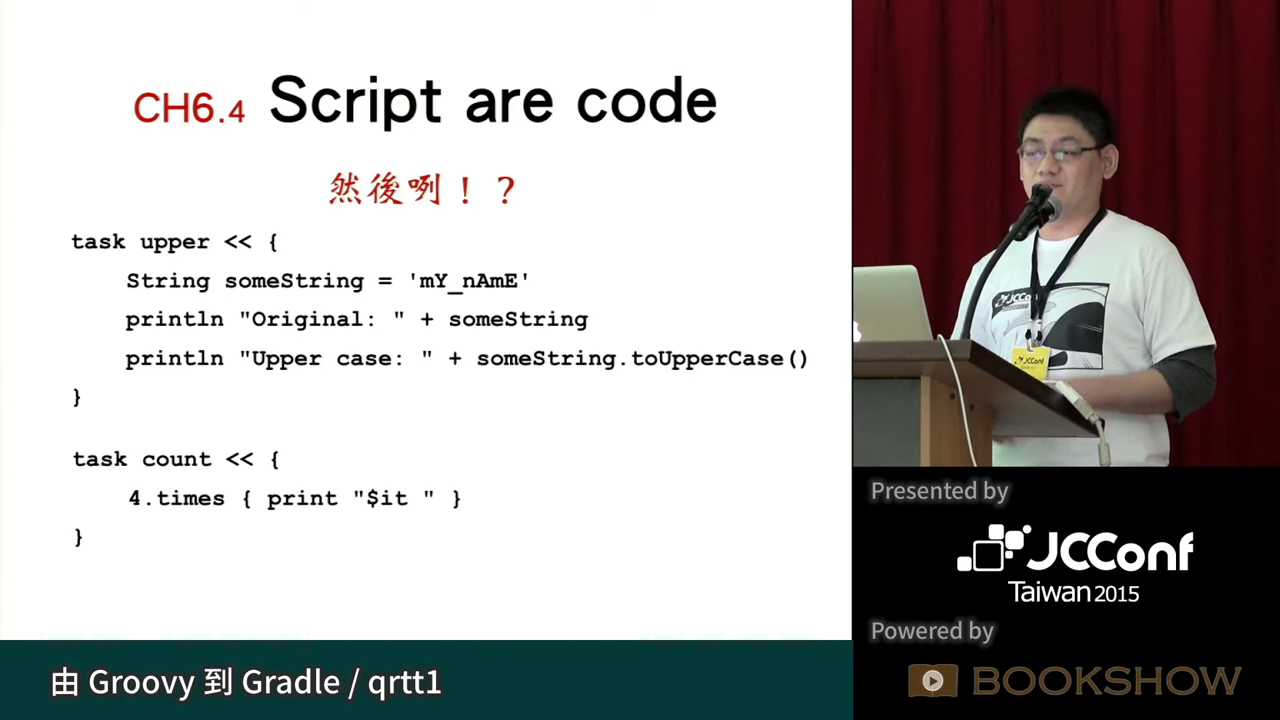 CH6.4 Script are code
然後咧！？
task upper << {
    String someString = 'mY_nAmE'
    println "Original: " + someString
    println "Upper case: " + someString.toUpperCase()
}
task count << {
    4.times { print "$it " }
}
JCConf
JCConf
Presented by
JCConf
Taiwan 2015
Powered by
BOOKSHOW
由 Groovy 到 Gradle / qrtt1